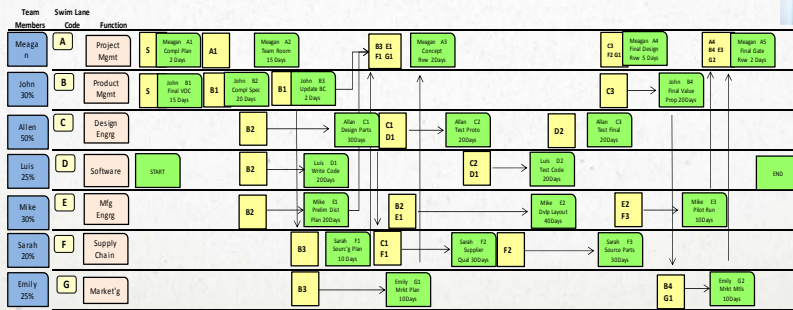 Team Swim Lane
Members Code Function
Meaga
n
A
Project
Mgmt
S
Meagan A1
Compl Plan
2 Days
A1
Meagan A2
Team Room
15 Days
B3 E1
F1 G1
Meagan A3
Concept
Rvw 2Days
C3
F2 G1
Meagan A4
Final Design
Rvw 5 Days
A4
B4 E3
G2
Meagan A5
Final Gate
Rvw 2 Days
John
30%
B
Product
Mgmt
S
John B1
Final VOC
15 Days
B1
John B2
Compl Spec
20 Days
B1
John B3
Update BC
2 Days
C3
John B4
Final Value
Prop 20Days
Allen
50%
C
Design
Engrg
B2
Allan C1
Design Parts
30Days
C1
D1
Allan C2
Test Proto
20Days
D2
Allan C3
Test Final
20Days
Luis
25%
D
Software
START
B2
Luis D1
Write Code
20Days
C2
D1
Luis D2
Test Code
20Days
END
Mike
30%
E
Mfg
Engrg
B2
Mike E1
Prelim Dist
Plan 20Days
B2
E1
Mike E2
Dvlp Layout
40Days
E2
F3
Mike E3
Pilot Run
10Days
Sarah
20%
F
Supply
Chain
B3
Sarah F1
Sourc'g Plan
10 Days
C1
F1
Sarah F2
Supplier
Qual 30Days
F2
Sarah F3
Source Parts
30Days
Emily
25%
G
Market'g
B3
Emily G1
Mrkt Plan
10Days
B4
G1
Emily G2
Mrkt Mtls
10Days